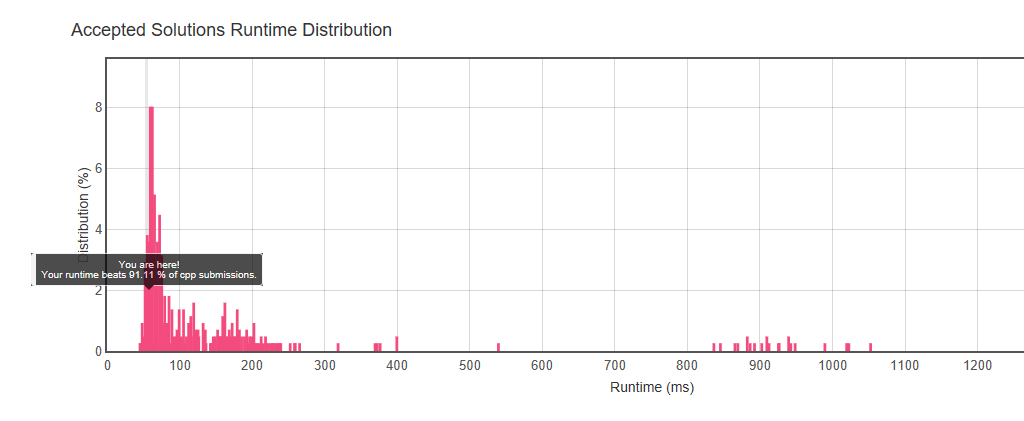 Accepted Solutions Runtime Distribution
Distribution (%)
8
6
4
2
0
You are here!
Your runtime beats 91.11 % of cpp submissions.
0 100 200 300 400 500 600 700 800 900 1000 1100 1200
Runtime (ms)